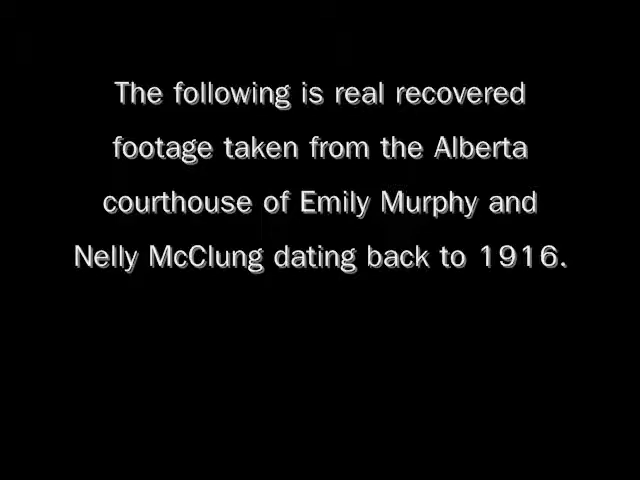 The following is real recovered
footage taken from the Alberta
courthouse of Emily Murphy and
Nelly McClung dating back to 1916.